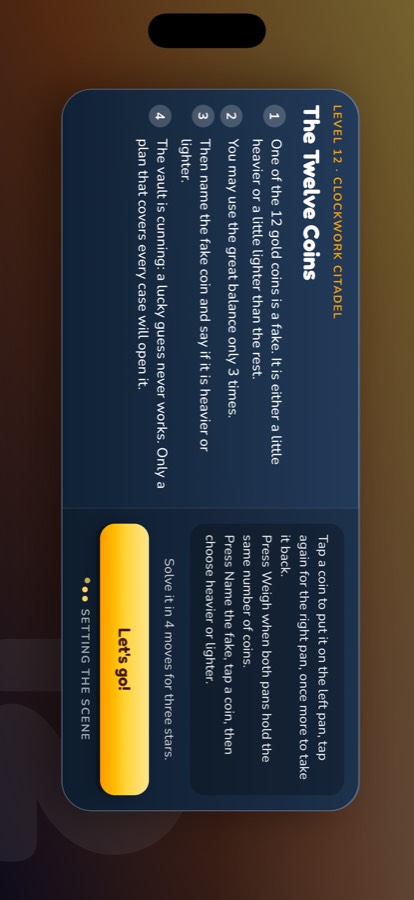 LEVEL 12 · CLOCKWORK CITADEL
The Twelve Coins
1 One of the 12 gold coins is a fake. It is either a little
heavier or a little lighter than the rest.
2 You may use the great balance only 3 times.
3 Then name the fake coin and say if it is heavier or
lighter.
4 The vault is cunning: a lucky guess never works. Only a
plan that covers every case will open it.
Tap a coin to put it on the left pan, tap
again for the right pan, once more to take
it back.
Press Weigh when both pans hold the
same number of coins.
Press Name the fake, tap a coin, then
choose heavier or lighter.
Solve it in 4 moves for three stars.
Let's go!
SETTING THE SCENE
12